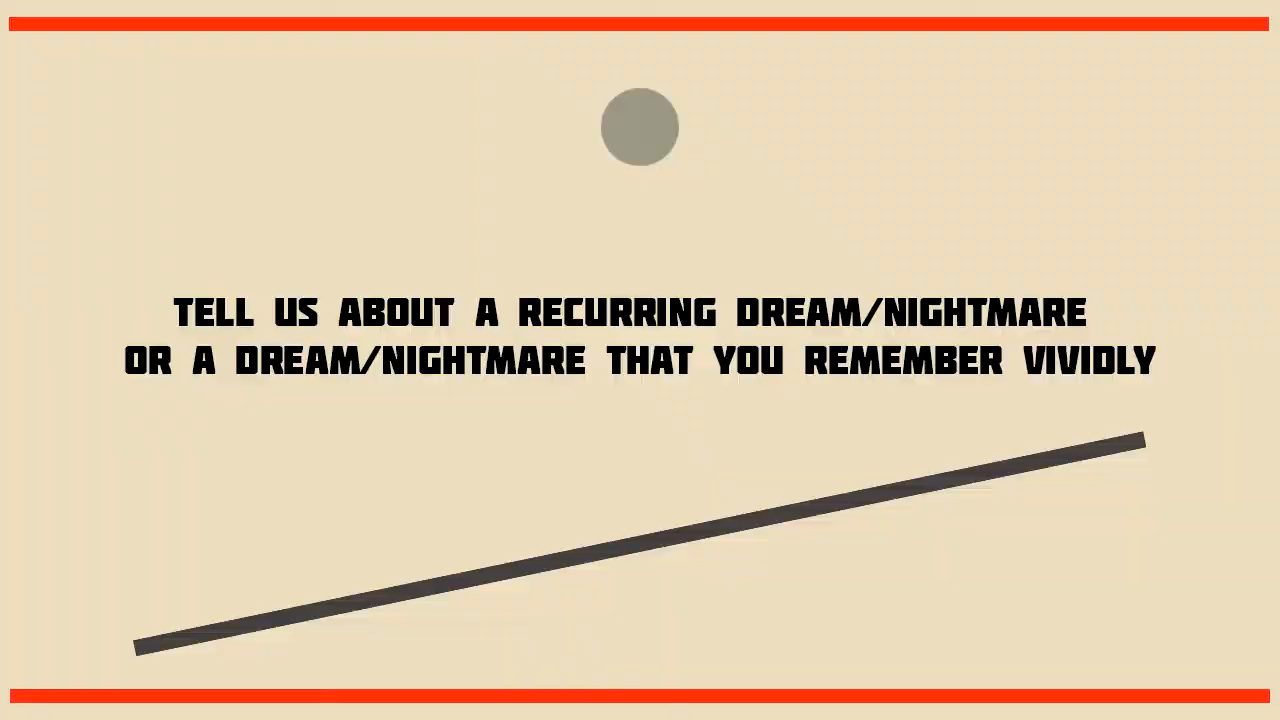 TELL US ABOUT A RECURRING DREAM/NIGHTMARE
OR A DREAM/NIGHTMARE THAT YOU REMEMBER VIVIDLY